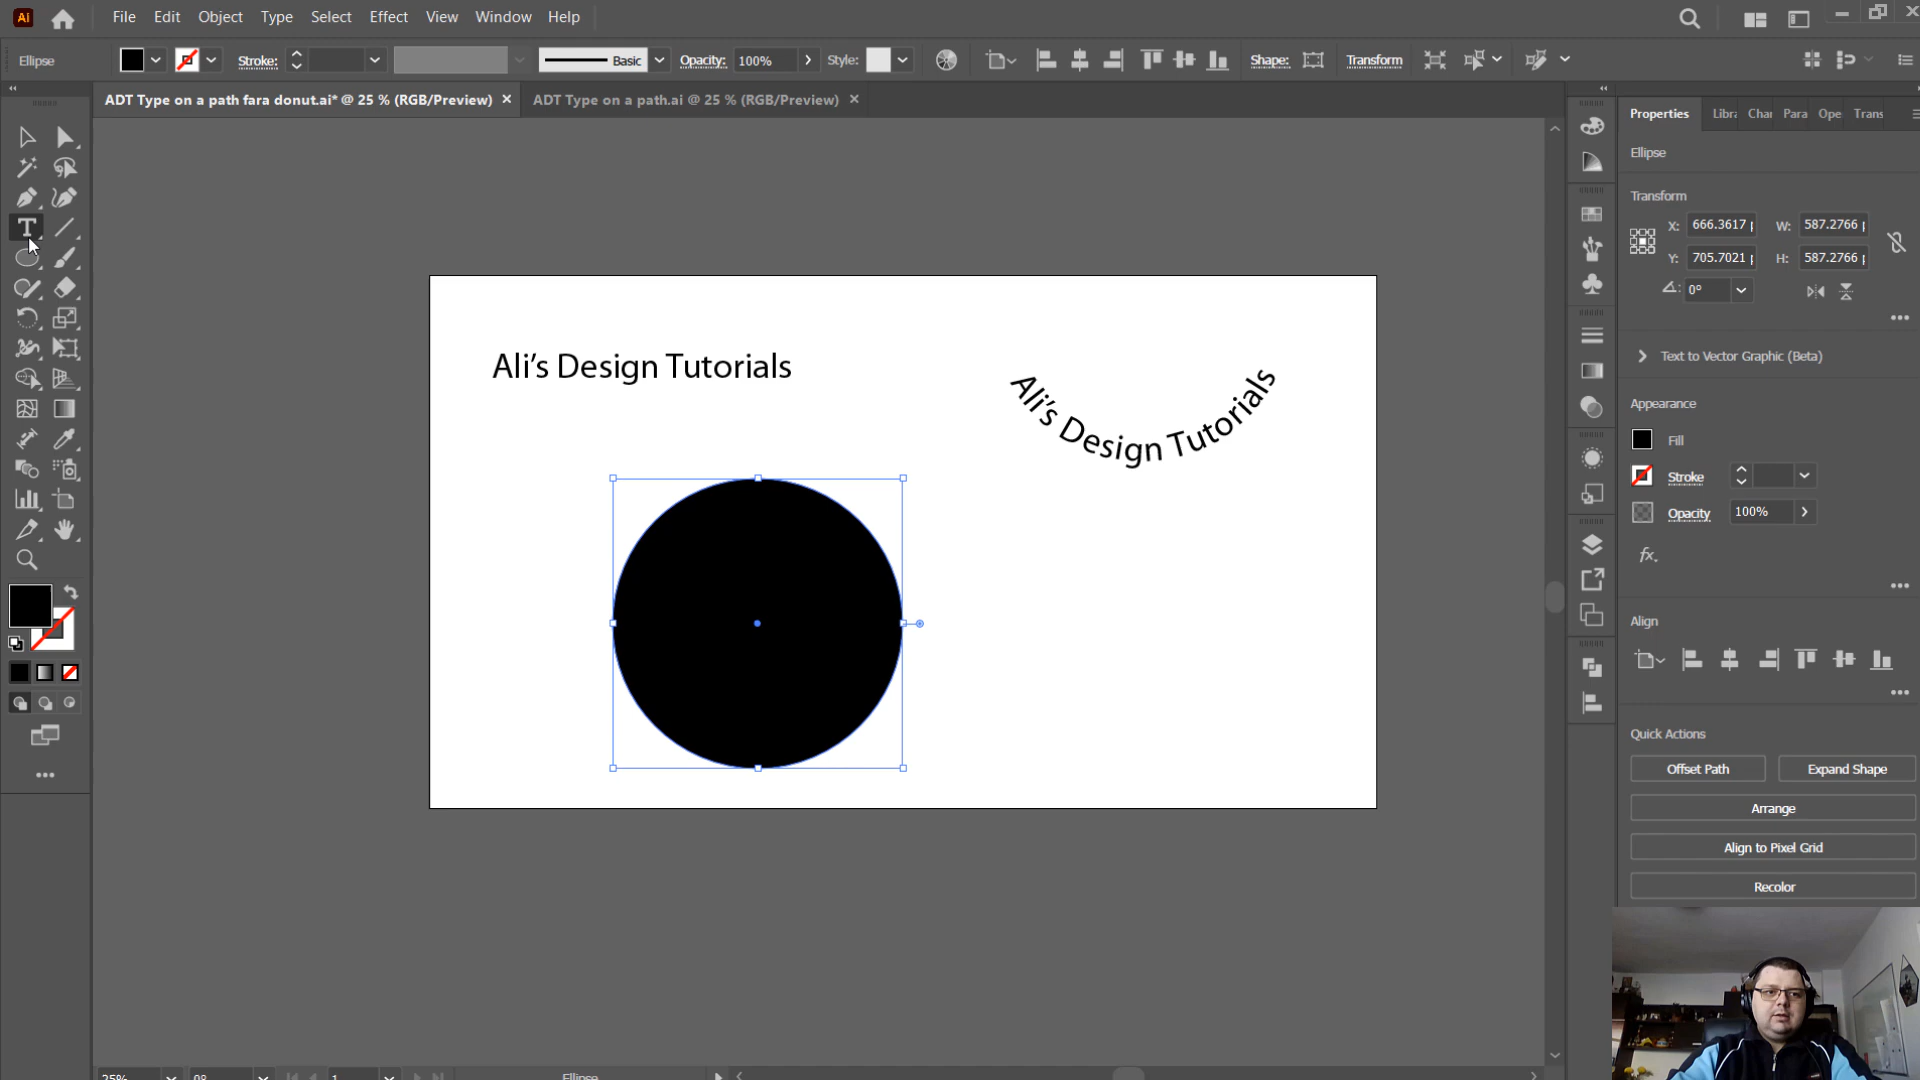 Ai File Edit Object Type Select Effect View Window Help
Ellipse Stroke: Basic Opacity: 100% Style: Shape: Transform
ADT Type on a path fara donut.ai* @ 25 % (RGB/Preview) × ADT Type on a path.ai @ 25 % (RGB/Preview) ×
Properties Libra Char Para Ope Trans
Ellipse
Transform
X: 666.3617 p W: 587.2766 p
Y: 705.7021 p H: 587.2766 p
0°
Text to Vector Graphic (Beta)
Appearance
Fill
Stroke
Opacity 100%
fx.
Align
Quick Actions
Offset Path Expand Shape
Arrange
Align to Pixel Grid
Recolor
Ali's Design Tutorials
Ali's Design Tutorials
25% 0° 1 Ellipse